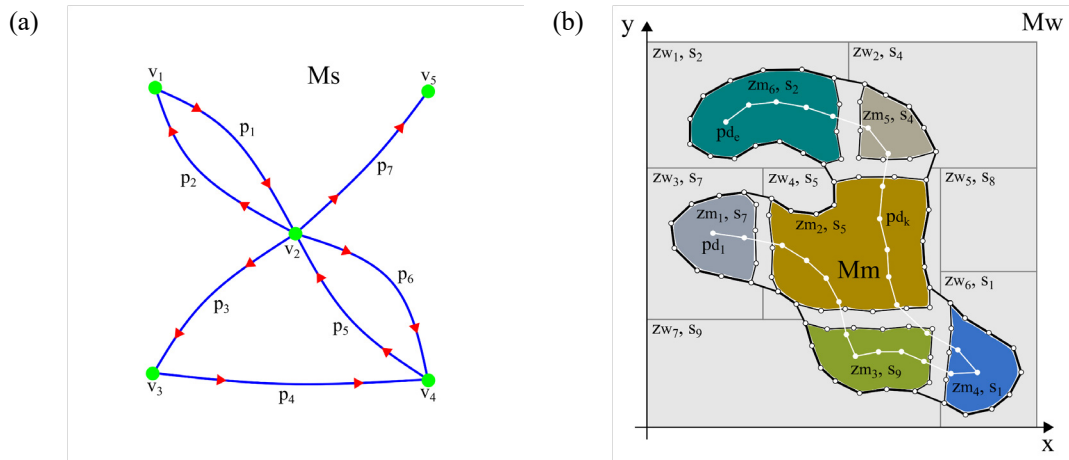 (a)
Ms
v₁
v₅
p₁
p₇
p₂
v₂
p₆
p₃
p₅
v₃
p₄
v₄
(b)
y
Mw
zw₁, s₂
zw₂, s₄
zm₆, s₂
zm₅, s₄
pdₑ
zw₃, s₇
zw₄, s₅
zw₅, s₈
zm₁, s₇
zm₂, s₅
pdₖ
pd₁
Mm
zw₆, s₁
zw₇, s₉
zm₃, s₉
zm₄, s₁
x